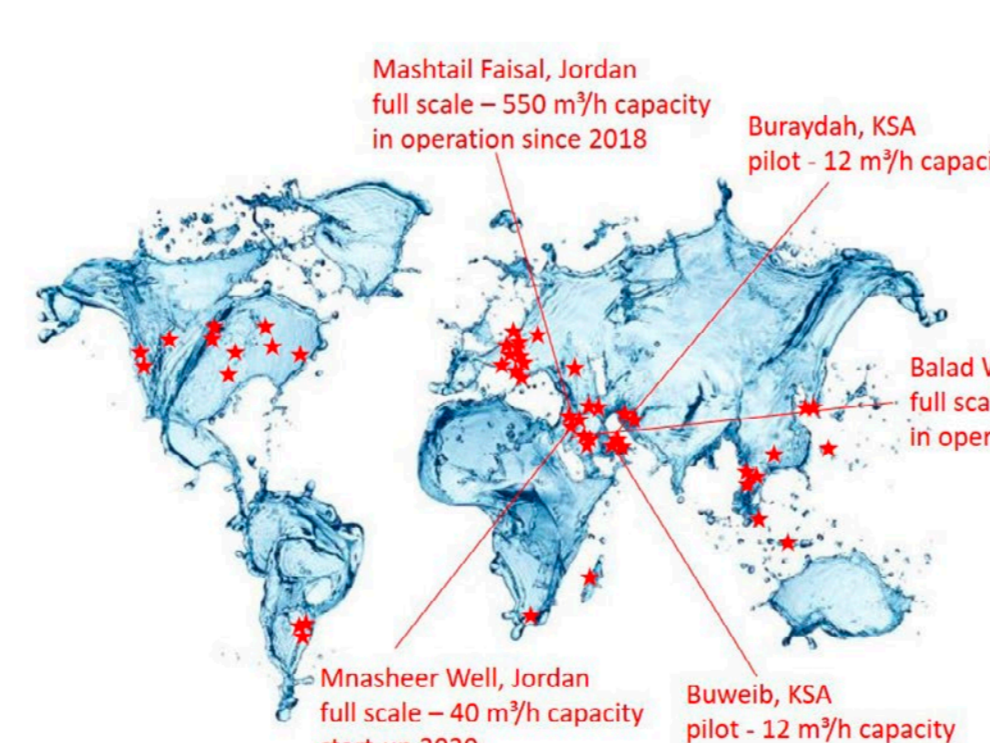 Mashtail Faisal, Jordan
full scale – 550 m³/h capacity
in operation since 2018
Buraydah, KSA
pilot - 12 m³/h
Balad
full
in
Mnasheer Well, Jordan
full scale – 40 m³/h capacity
Buweib, KSA
pilot - 12 m³/h capacity